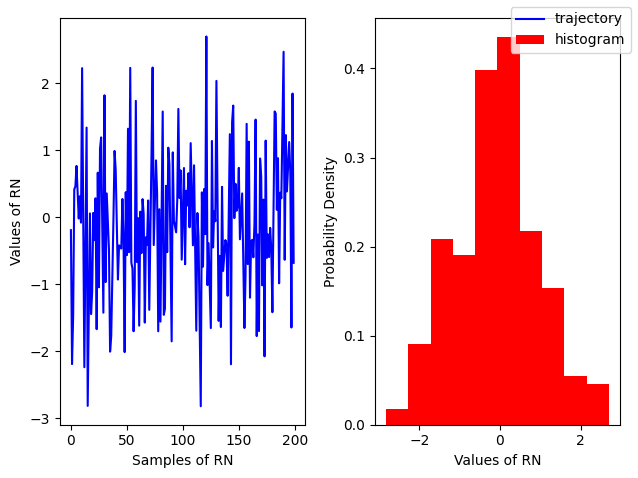 trajectory
histogram
Values of RN
2
1
0
−1
−2
−3
0 50 100 150 200
Samples of RN
Probability Density
0.4
0.3
0.2
0.1
0.0
−2 0 2
Values of RN